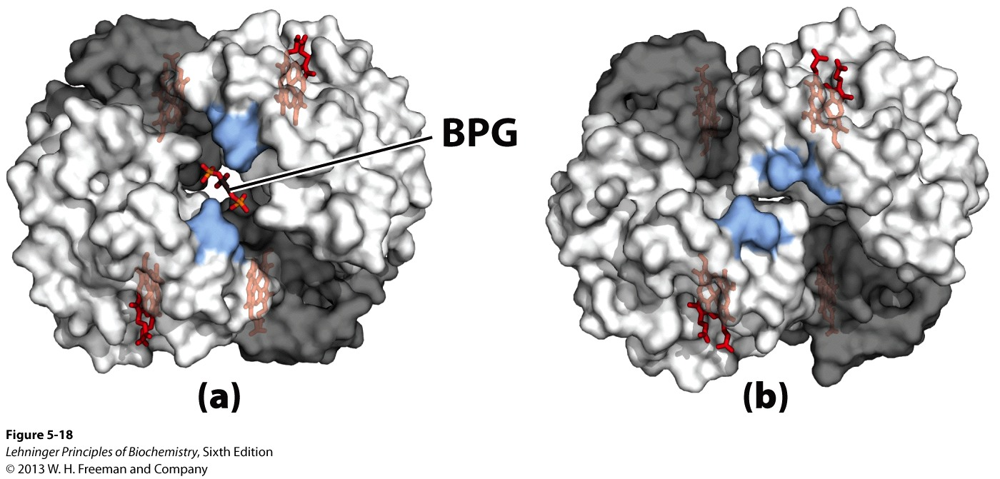 BPG
(a)
(b)
Figure 5-18
Lehninger Principles of Biochemistry, Sixth Edition
© 2013 W. H. Freeman and Company